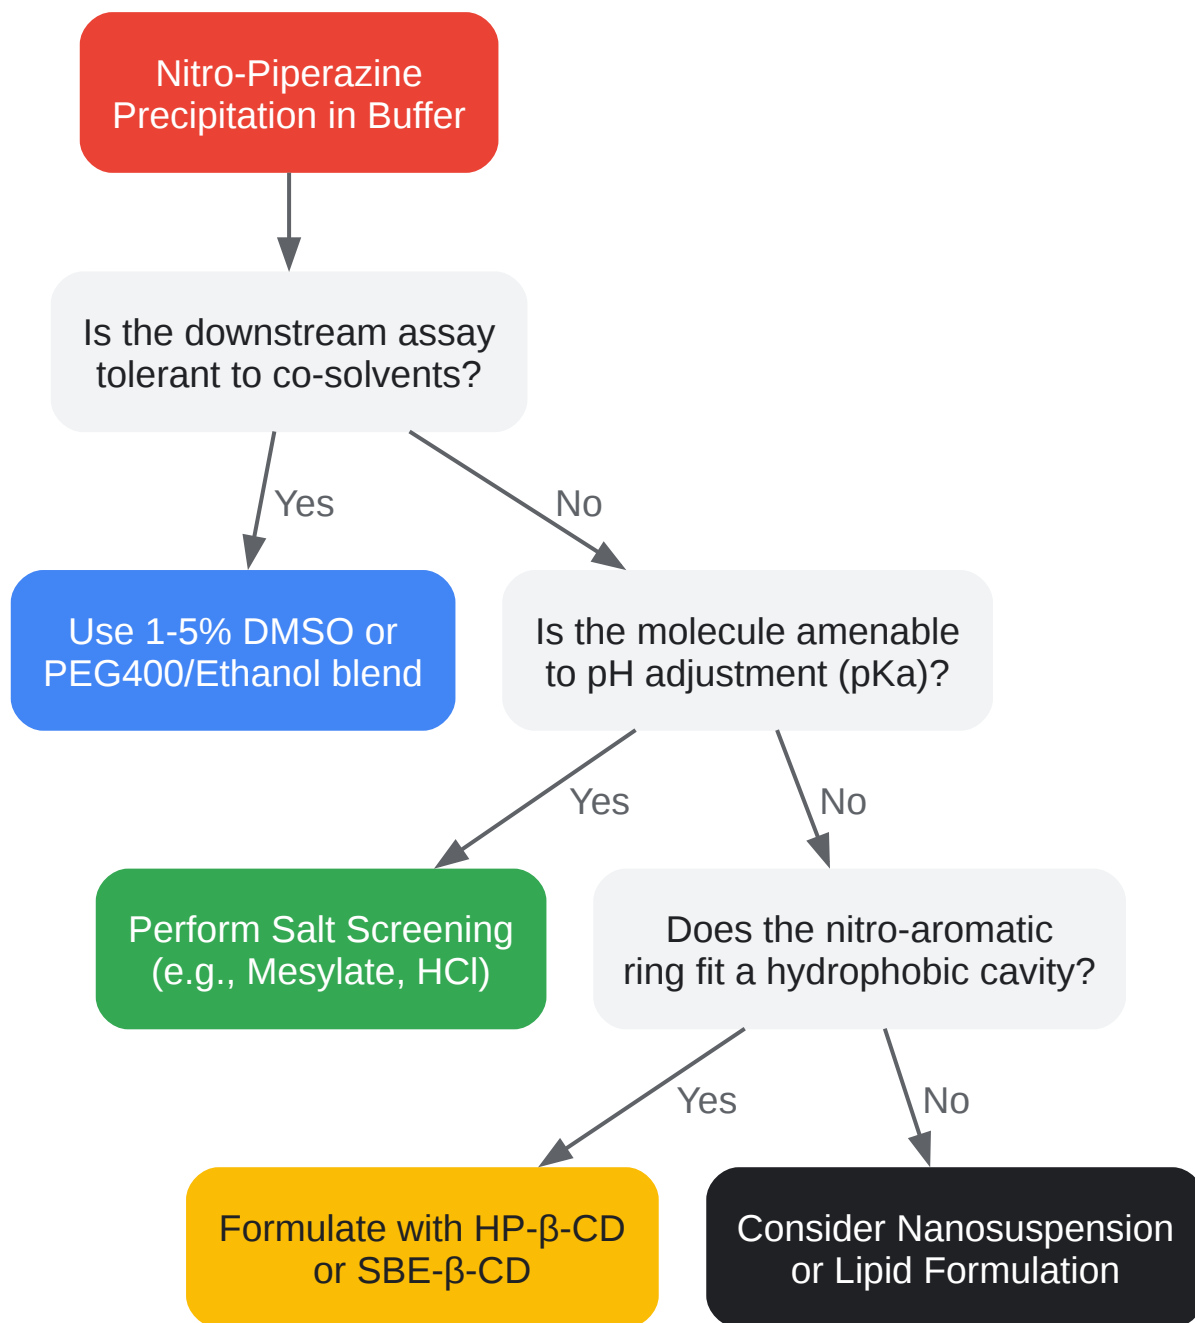 Nitro-Piperazine
Precipitation in Buffer
Is the downstream assay
tolerant to co-solvents?
Yes
No
Use 1-5% DMSO or
PEG400/Ethanol blend
Is the molecule amenable
to pH adjustment (pKa)?
Yes
No
Perform Salt Screening
(e.g., Mesylate, HCl)
Does the nitro-aromatic
ring fit a hydrophobic cavity?
Yes
No
Formulate with HP-β-CD
or SBE-β-CD
Consider Nanosuspension
or Lipid Formulation